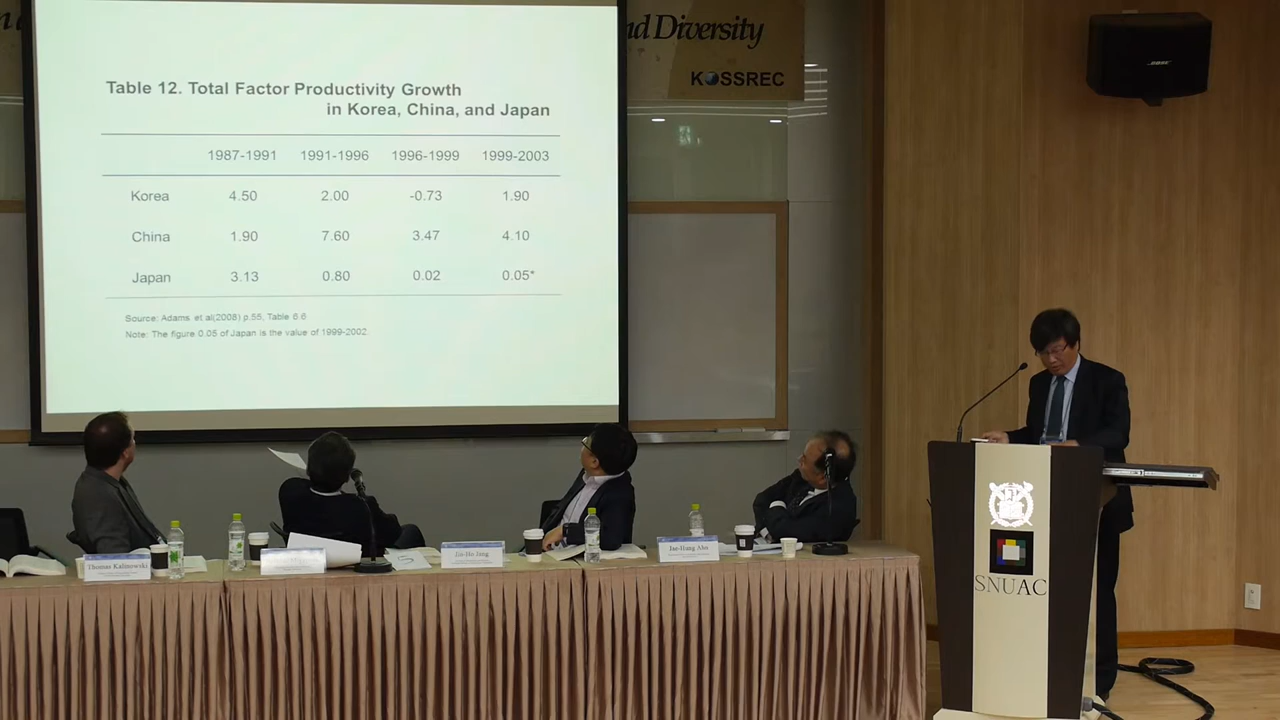 nd Diversity
KOSSREC
BOSE
Table 12. Total Factor Productivity Growth
in Korea, China, and Japan
1987-1991 1991-1996 1996-1999 1999-2003
Korea 4.50 2.00 -0.73 1.90
China 1.90 7.60 3.47 4.10
Japan 3.13 0.80 0.02 0.05*
Source: Adams et al(2008) p.55, Table 6.6
Note: The figure 0.05 of Japan is the value of 1999-2002
Thomas Kalinowski
Jin-Ho Jang
Jae-Hung Ahn
SNUAC